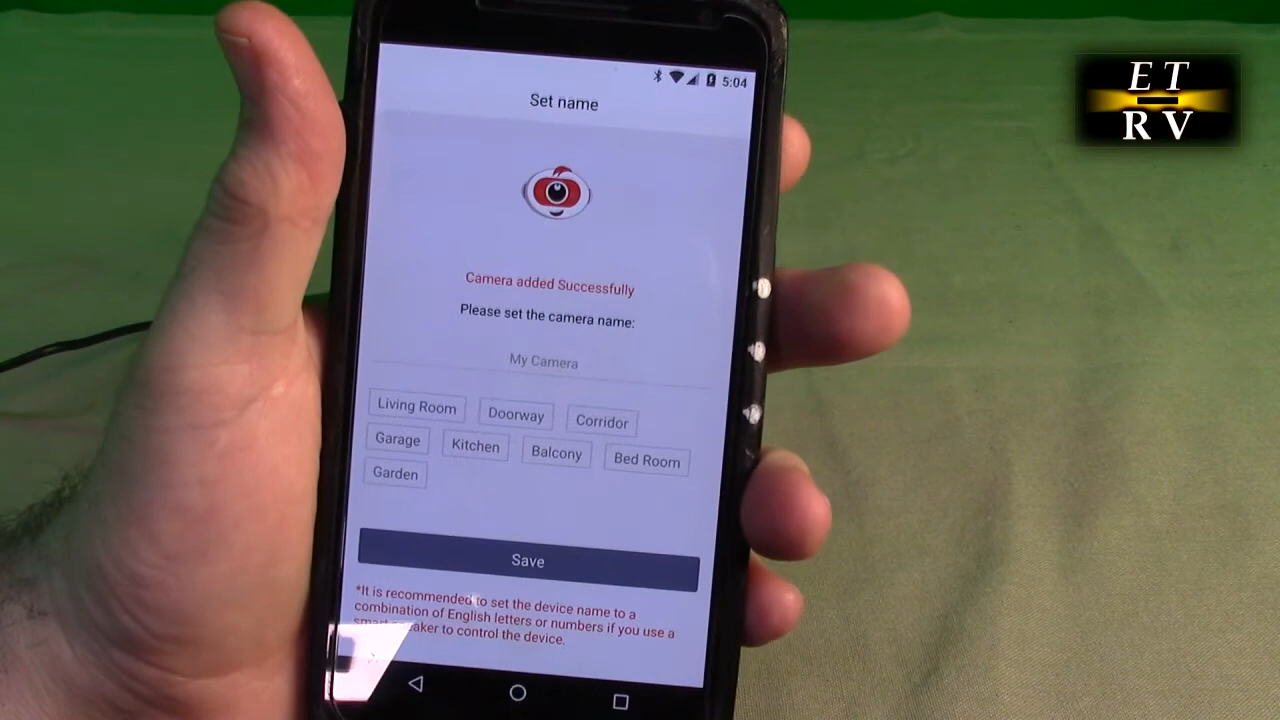 5:04
Set name
Camera added Successfully
Please set the camera name:
My Camera
Living Room Doorway Corridor
Garage Kitchen Balcony Bed Room
Garden
Save
*It is recommended to set the device name to a
combination of English letters or numbers if you use a
smart speaker to control the device.
E T
R V